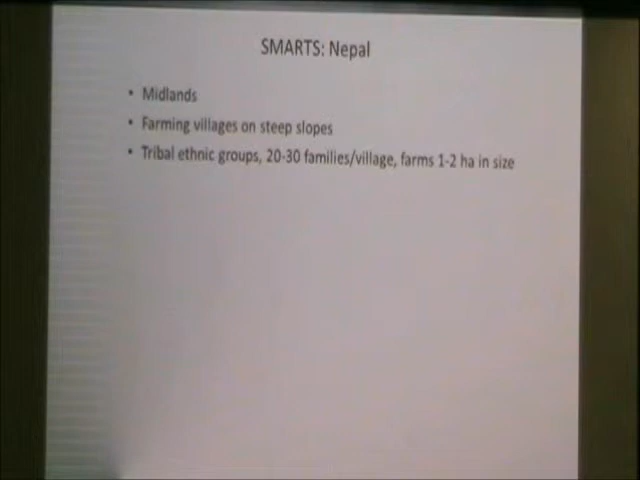 SMARTS: Nepal
• Midlands
• Farming villages on steep slopes
• Tribal ethnic groups, 20-30 families/village, farms 1-2 ha in size